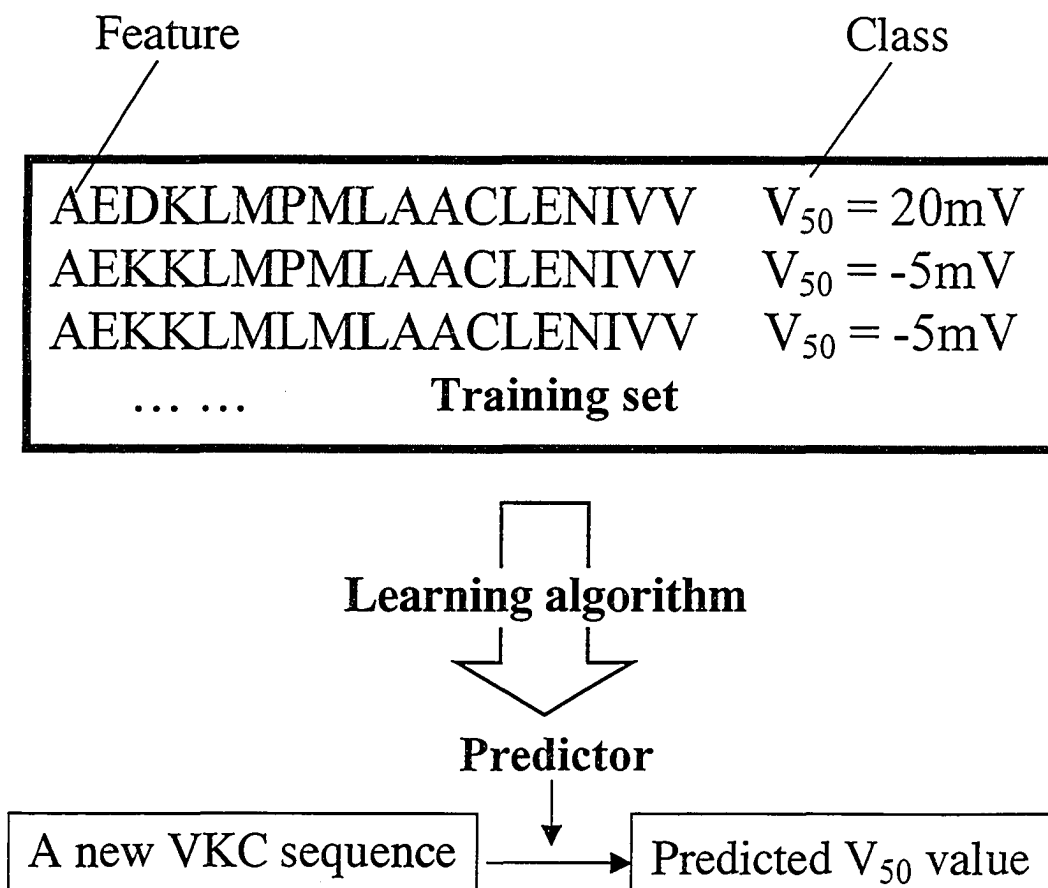 Feature
Class
AEDKLMPMLAACLENIVV V₅₀ = 20mV
AEKKLMPMLAACLENIVV V₅₀ = -5mV
AEKKLMLMLAACLENIVV V₅₀ = -5mV
... ... Training set
Learning algorithm
Predictor
A new VKC sequence
Predicted V₅₀ value